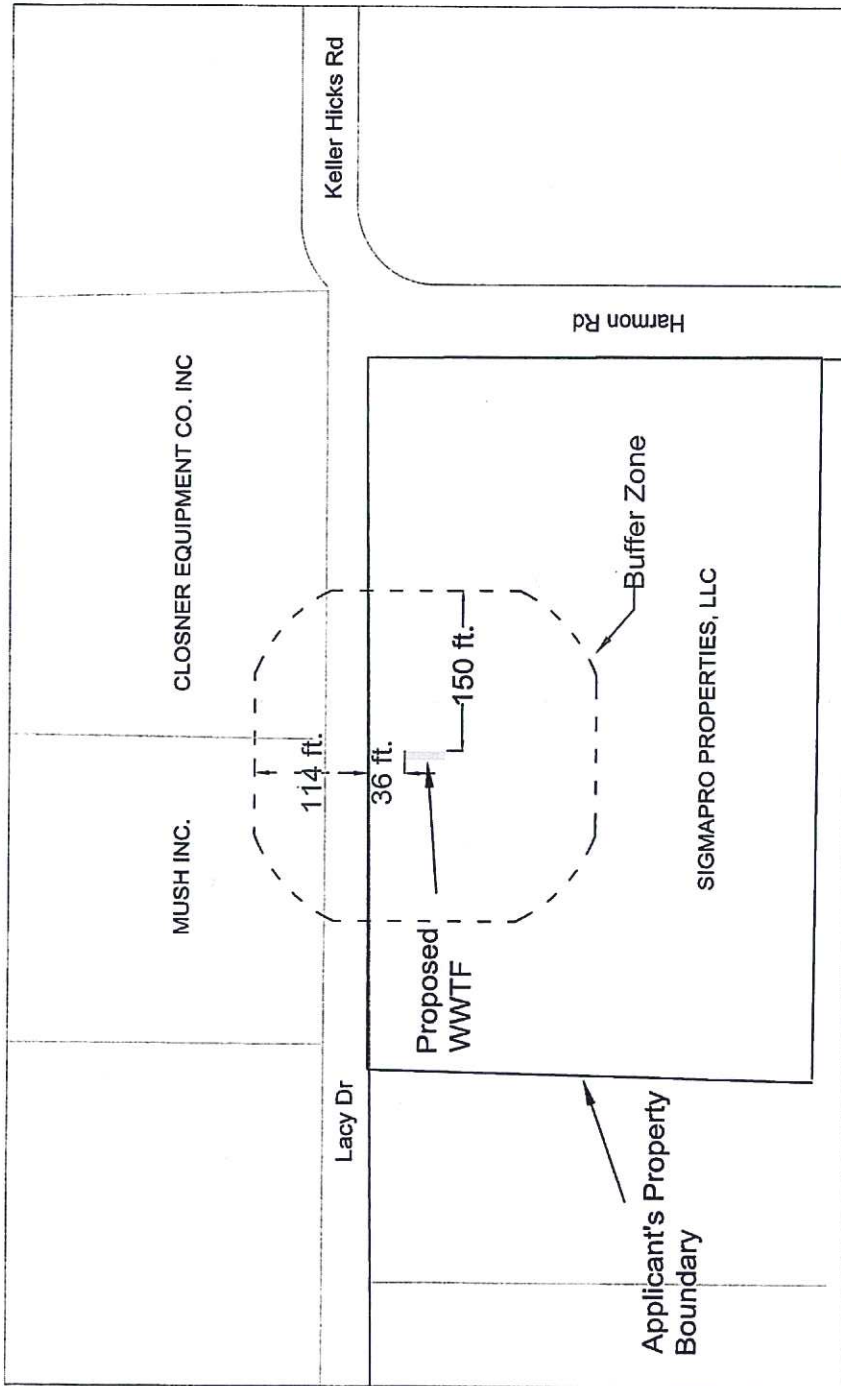 Keller Hicks Rd
CLOSNER EQUIPMENT CO. INC
Harmon Rd
MUSH INC.
114 ft.
36 ft.
150 ft.
Buffer Zone
Proposed
WWTF
SIGMAPRO PROPERTIES, LLC
Lacy Dr
Applicant's Property
Boundary